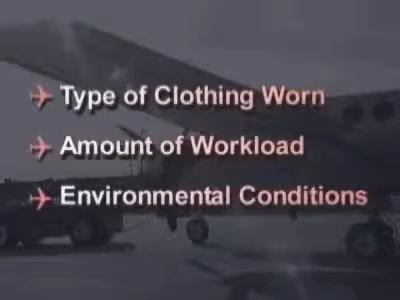 Type of Clothing Worn
Amount of Workload
Environmental Conditions